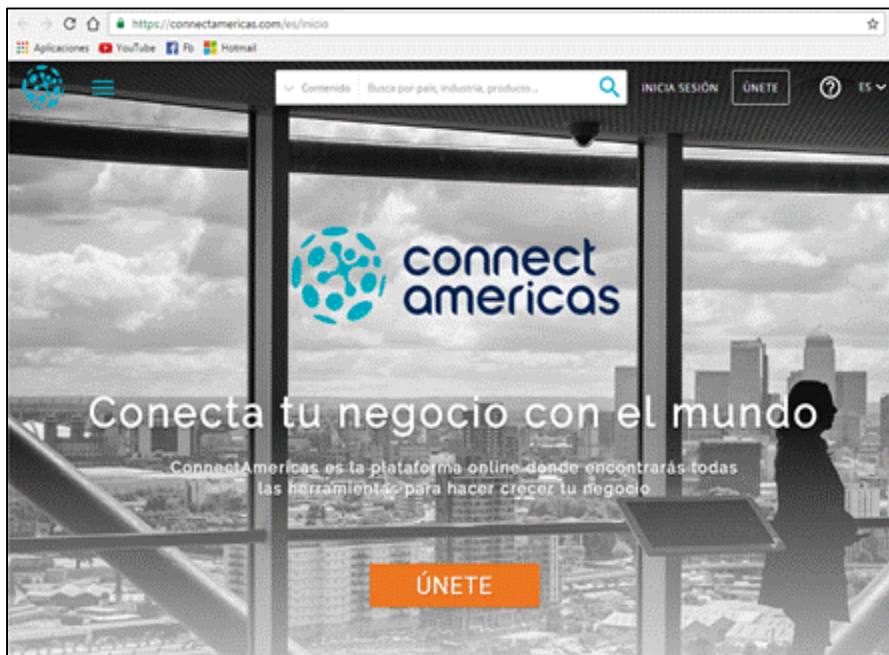 https://connectamericas.com/es/inicio
Aplicaciones YouTube Fb Hotmail
Contenido Busca por país, industria, producto... INICIA SESIÓN ÚNETE ? ES
connect
americas
Conecta tu negocio con el mundo
ConnectAmericas es la plataforma online donde encontrarás todas
las herramientas para hacer crecer tu negocio
ÚNETE